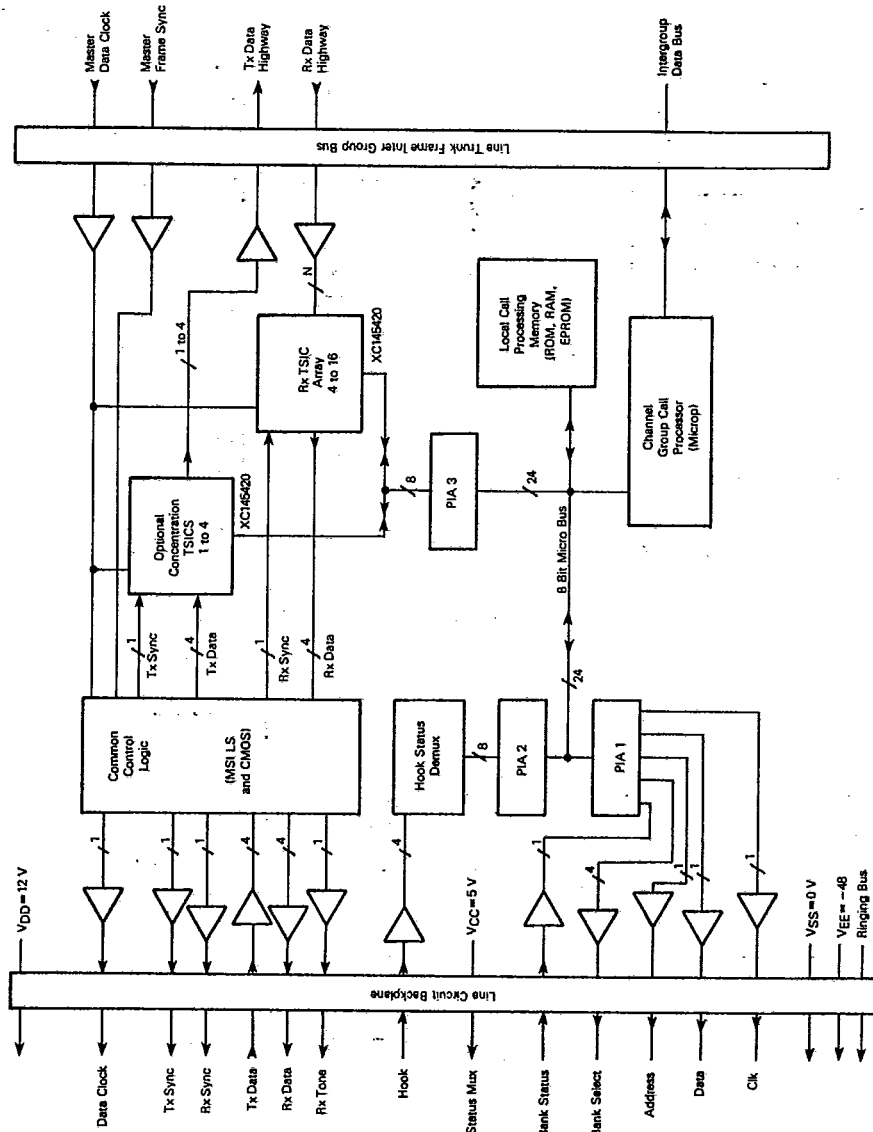 Master
Data Clock
Master
Frame Sync
Tx Data
Highway
Rx Data
Highway
Intergroup
Data Bus
Line Trunk Frame Inter Group Bus
1 to 4
N
Rx TSIC
Array
4 to 16
XC145420
Local Call
Processing
Memory
(ROM, RAM,
EPROM)
Channel
Group Call
Processor
(Microp)
Optional
Concentration
TSICS
1 to 4
XC145420
8
PIA 3
24
8 Bit Micro Bus
1
Tx Sync
4
Tx Data
1
Rx Sync
4
Rx Data
24
Common
Control
Logic
(MSI LS
and CMOS)
Hook Status
Demux
8
PIA 2
PIA 1
1
1
1
4
4
1
4
1
4
1
1
1
VDD=12 V
VCC=5 V
VSS=0 V
VEE=-48
Ringing Bus
Line Circuit Backplane
Data Clock
Tx Sync
Rx Sync
Tx Data
Rx Data
Rx Tone
Hook
Status Mux
Bank Status
Bank Select
Address
Data
Clk